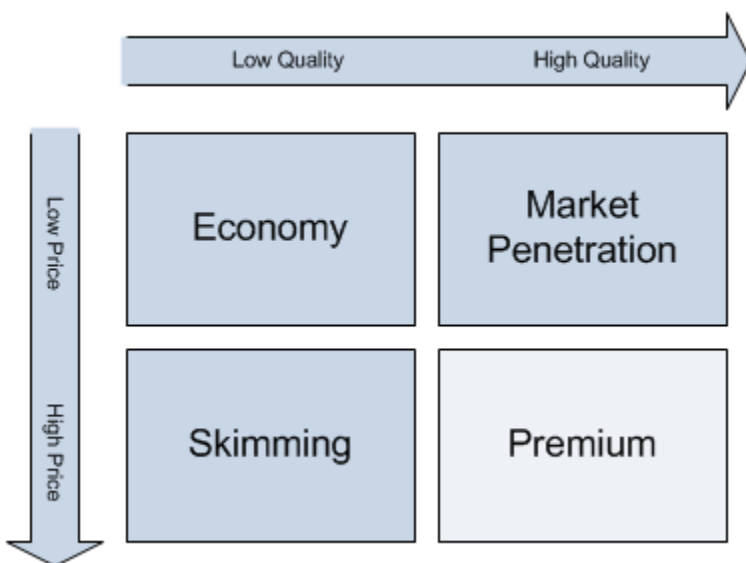 Low Quality
High Quality
Low Price
Economy
Market
Penetration
High Price
Skimming
Premium